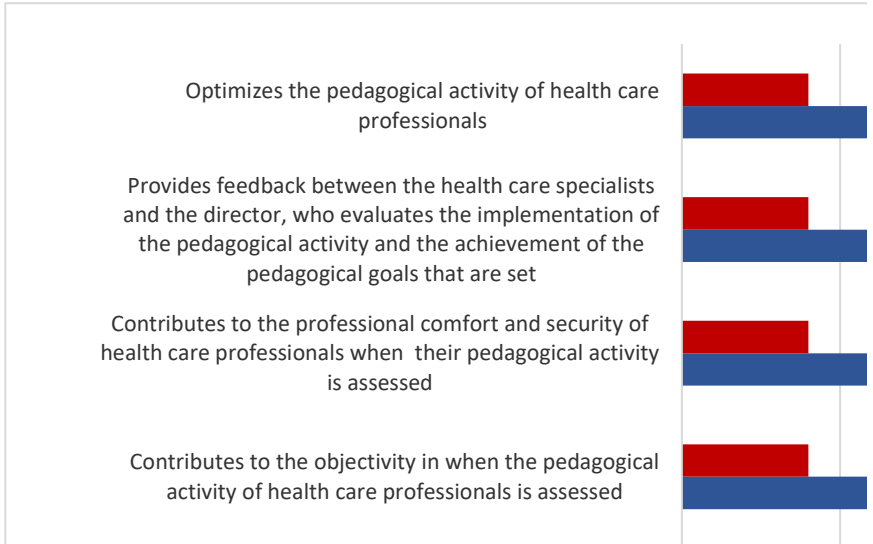 Optimizes the pedagogical activity of health care
professionals
Provides feedback between the health care specialists
and the director, who evaluates the implementation of
the pedagogical activity and the achievement of the
pedagogical goals that are set
Contributes to the professional comfort and security of
health care professionals when  their pedagogical activity
is assessed
Contributes to the objectivity in when the pedagogical
activity of health care professionals is assessed